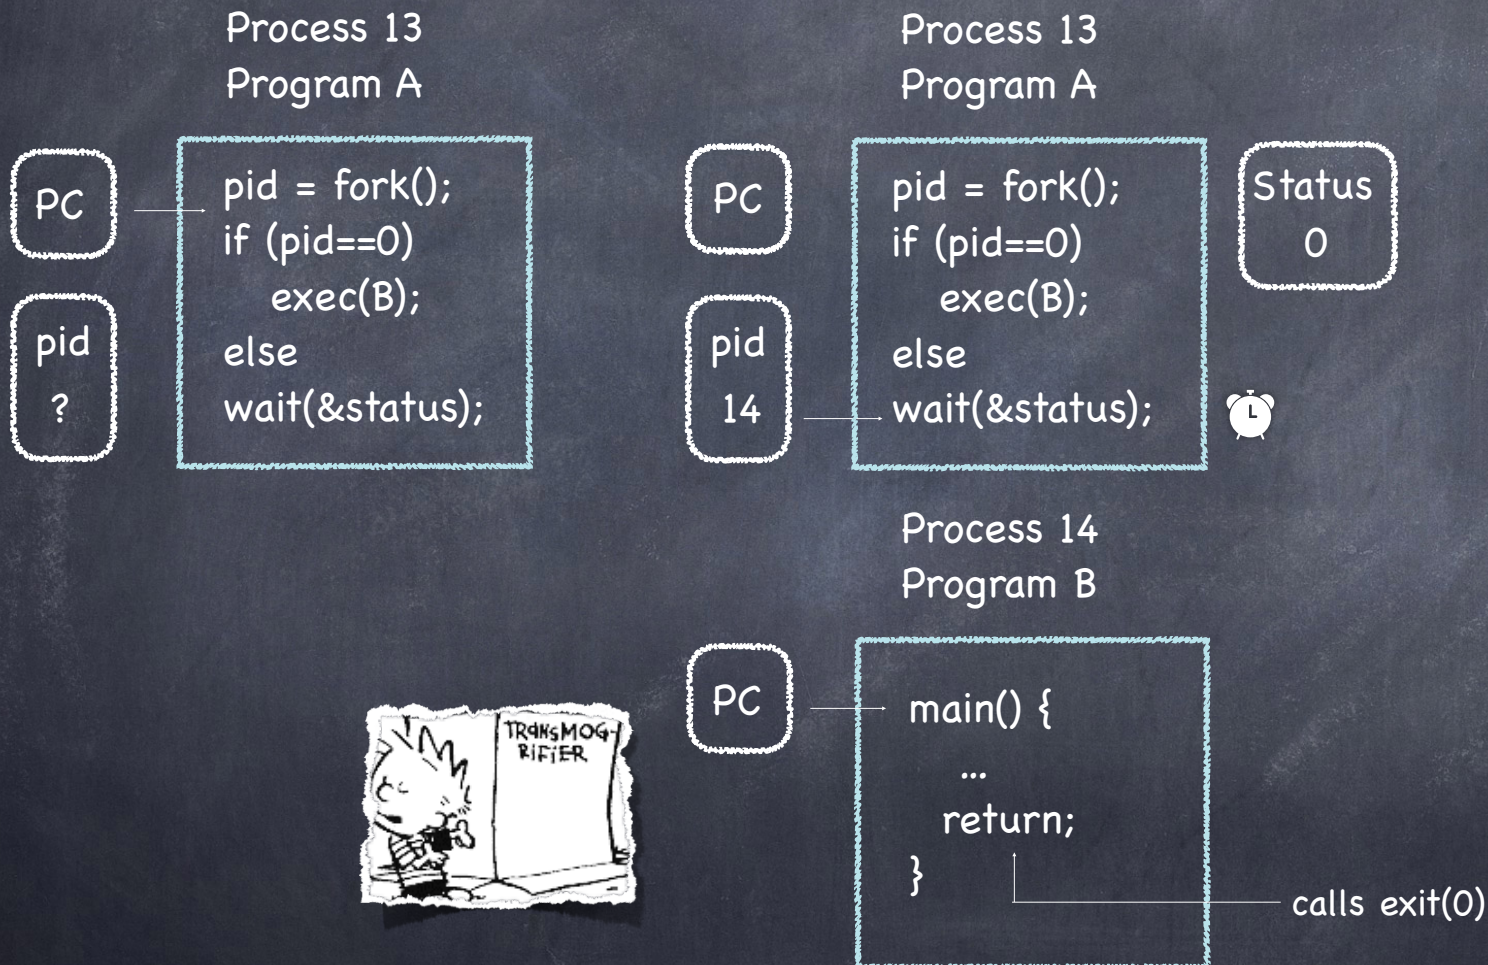 Process 13
Program A
PC
pid
?
pid = fork();
if (pid==0)
exec(B);
else
wait(&status);
Process 13
Program A
PC
pid
14
pid = fork();
if (pid==0)
exec(B);
else
wait(&status);
Status
0
Process 14
Program B
PC
main() {
...
return;
}
calls exit(0)
TRANSMOG-
RIFIER